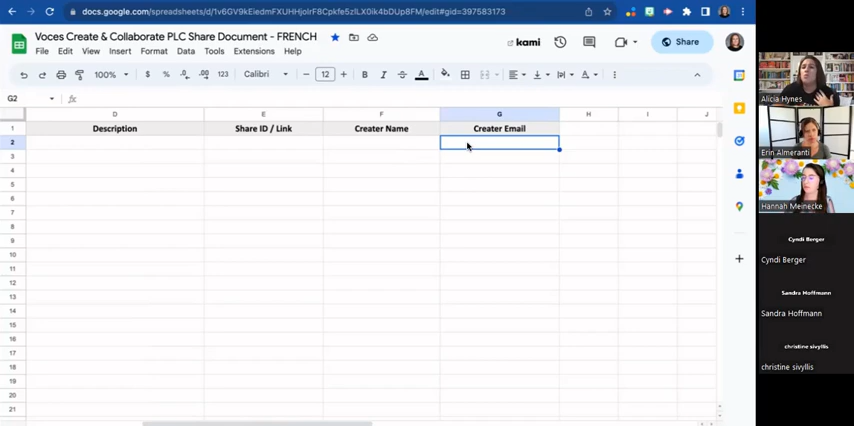 docs.google.com/spreadsheets/d/1v6GV9kEiedmFXUHHjolrF8Cpkfe5zlLX0ik4bDUp8FM/edit#gid=397583173
Voces Create & Collaborate PLC Share Document - FRENCH
kami
Share
File Edit View Insert Format Data Tools Extensions Help
100% $ % .0 .00 123 Calibri 12 B I S A
G2 fx
D E F G H I J
1 Description Share ID / Link Creater Name Creater Email
2
3
4
5
6
7
8
9
10
11
12
13
14
15
16
17
18
19
20
21
Alicia Hynes
Erin Almeranti
Hannah Meinecke
Cyndi Berger
Cyndi Berger
Sandra Hoffmann
Sandra Hoffmann
christine sivyllis
christine sivyllis